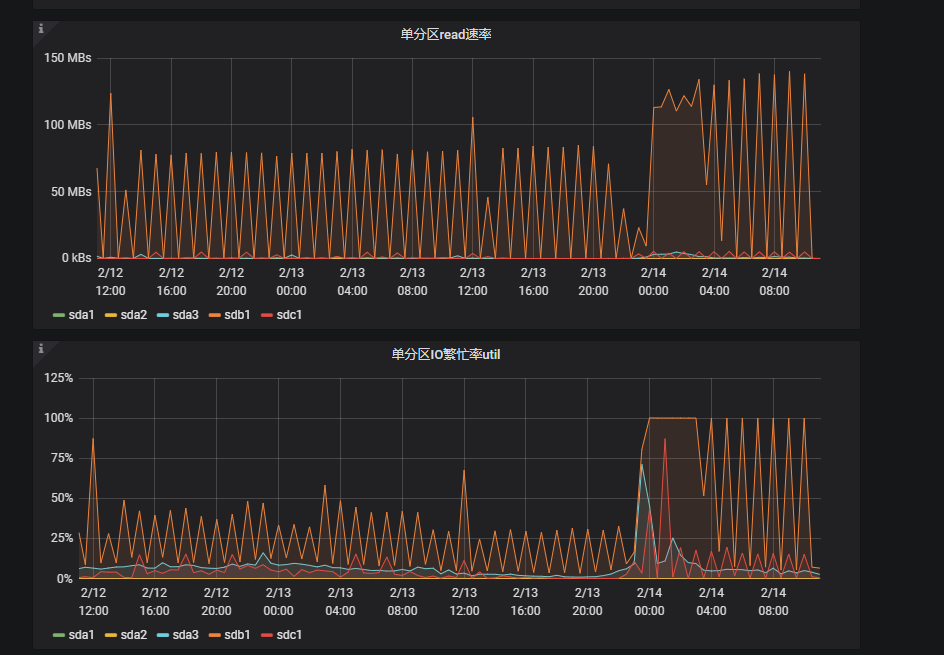 单分区read速率
150 MBs
100 MBs
50 MBs
0 kBs
2/12 2/12 2/12 2/13 2/13 2/13 2/13 2/13 2/13 2/14 2/14 2/14
12:00 16:00 20:00 00:00 04:00 08:00 12:00 16:00 20:00 00:00 04:00 08:00
sda1 sda2 sda3 sdb1 sdc1
单分区IO繁忙率util
125%
100%
75%
50%
25%
0%
2/12 2/12 2/12 2/13 2/13 2/13 2/13 2/13 2/13 2/14 2/14 2/14
12:00 16:00 20:00 00:00 04:00 08:00 12:00 16:00 20:00 00:00 04:00 08:00
sda1 sda2 sda3 sdb1 sdc1